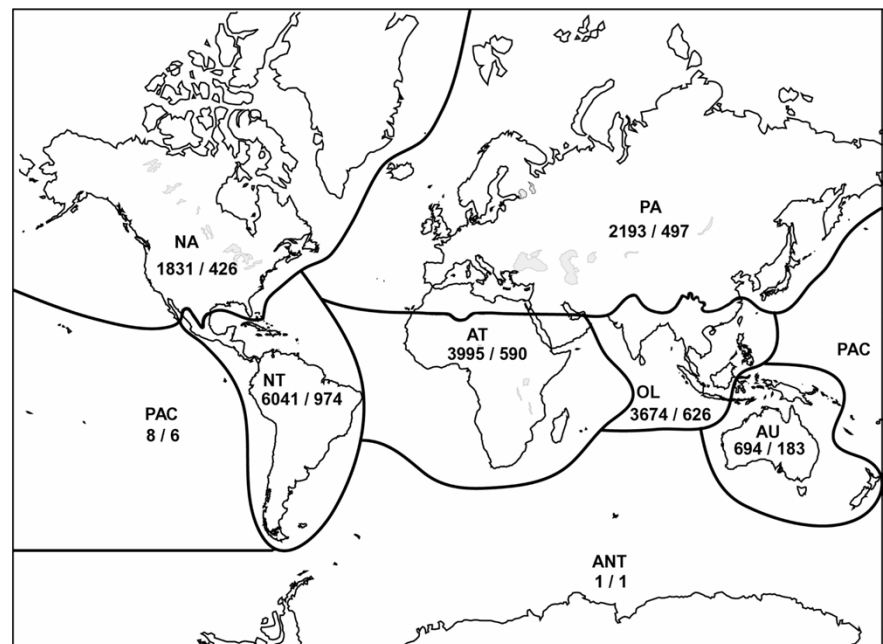 NA
1831 / 426
PA
2193 / 497
AT
3995 / 590
PAC
NT
6041 / 974
OL
3674 / 626
PAC
8 / 6
AU
694 / 183
ANT
1 / 1